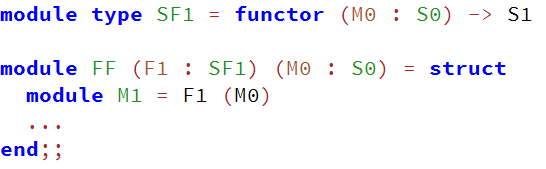 module type SF1 = functor (M0 : S0) -> S1
module FF (F1 : SF1) (M0 : S0) = struct
module M1 = F1 (M0)
...
end;;